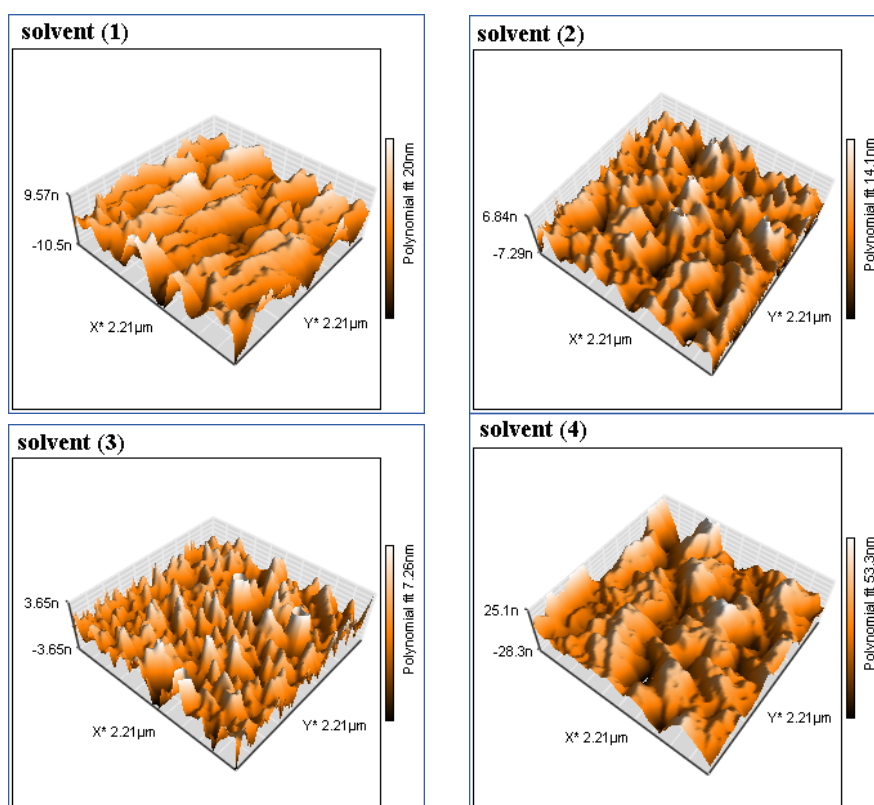 solvent (1)
9.57n
-10.5n
X* 2.21µm
Y* 2.21µm
Polynomial fit 20nm
solvent (2)
6.84n
-7.29n
X* 2.21µm
Y* 2.21µm
Polynomial fit 14.1nm
solvent (3)
3.65n
-3.65n
X* 2.21µm
Y* 2.21µm
Polynomial fit 7.26nm
solvent (4)
25.1n
-28.3n
X* 2.21µm
Y* 2.21µm
Polynomial fit 53.3nm